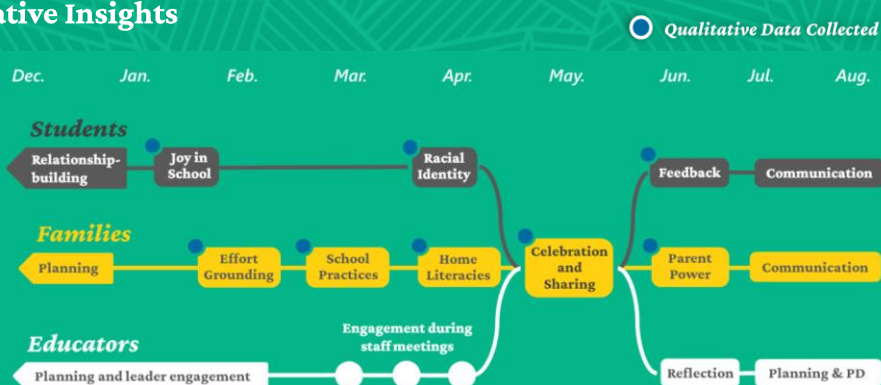 ative Insights
Qualitative Data Collected
Dec. Jan. Feb. Mar. Apr. May. Jun. Jul. Aug.
Students
Relationship-
building
Joy in
School
Racial
Identity
Feedback
Communication
Families
Planning
Effort
Grounding
School
Practices
Home
Literacies
Celebration
and
Sharing
Parent
Power
Communication
Educators
Engagement during
staff meetings
Planning and leader engagement
Reflection
Planning & PD